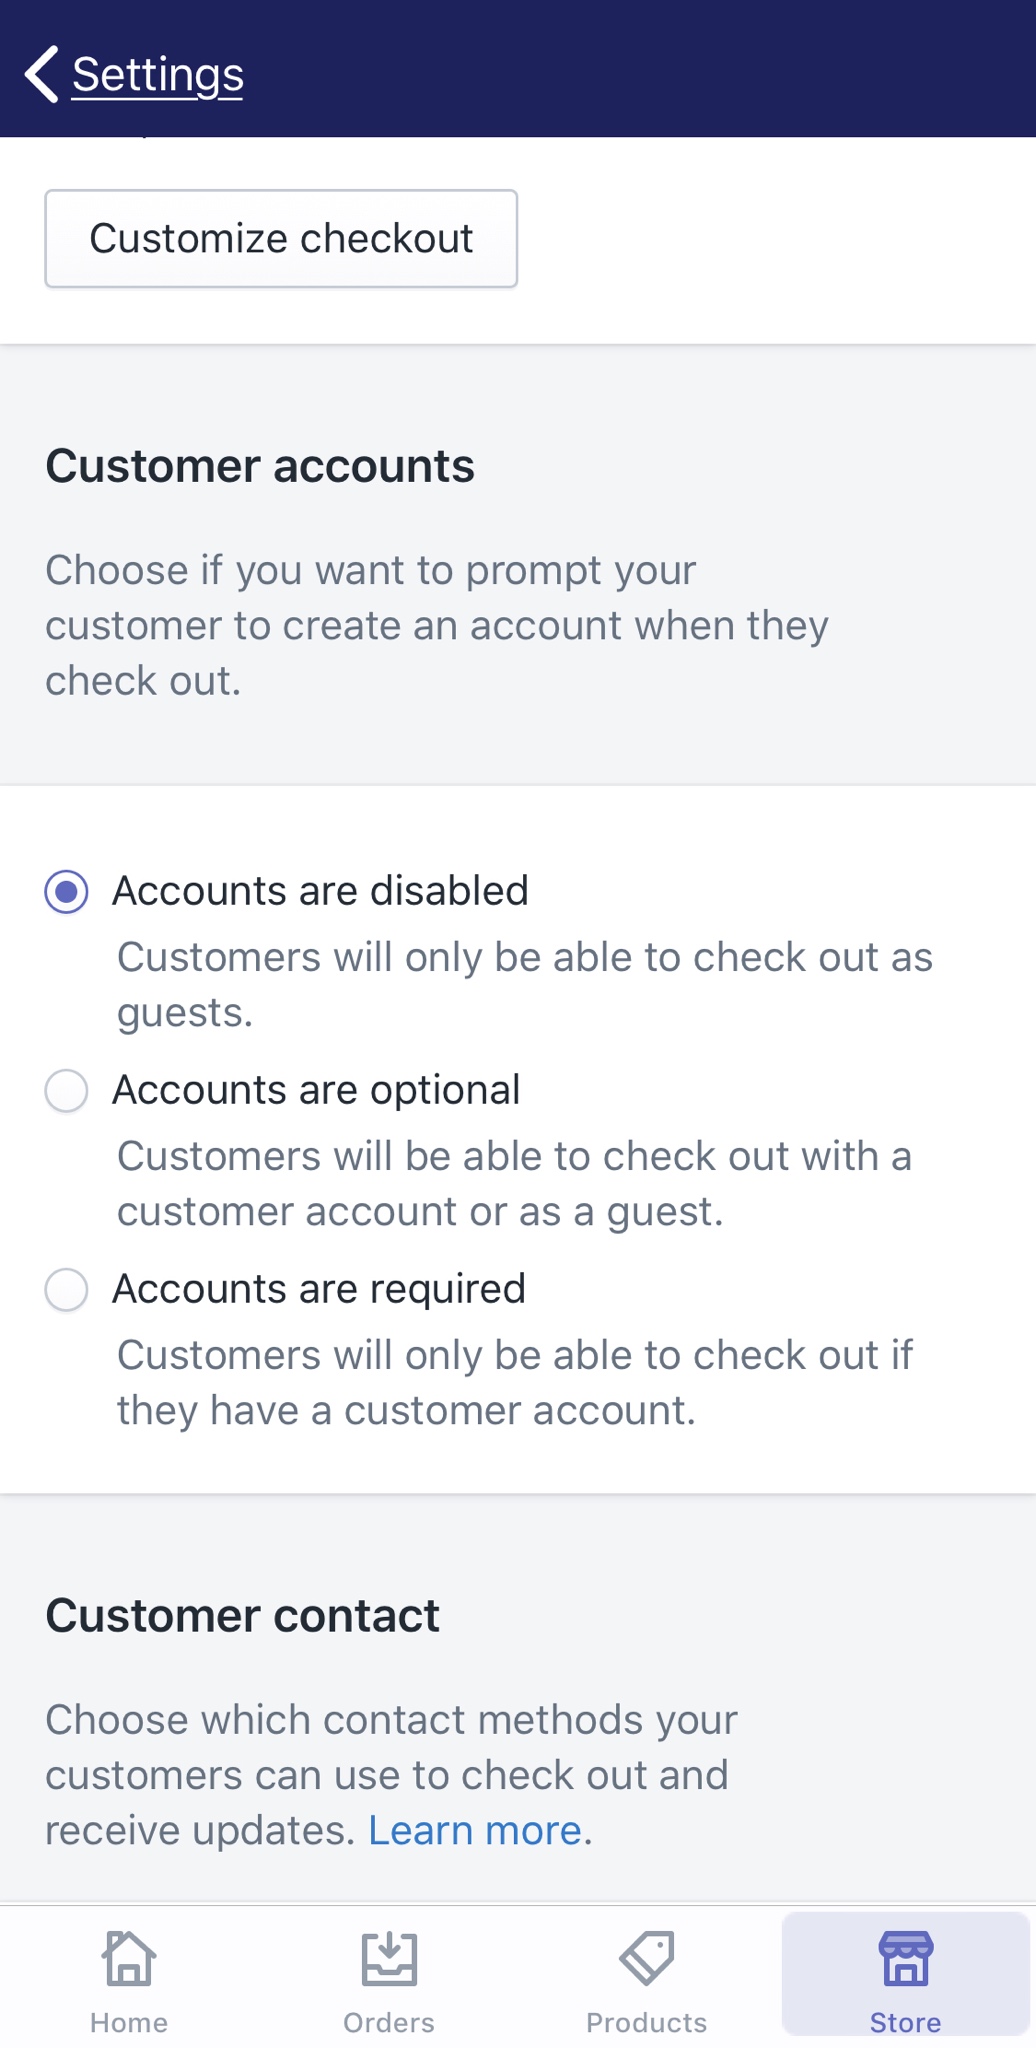 Settings
Customize checkout
Customer accounts
Choose if you want to prompt your
customer to create an account when they
check out.
Accounts are disabled
Customers will only be able to check out as
guests.
Accounts are optional
Customers will be able to check out with a
customer account or as a guest.
Accounts are required
Customers will only be able to check out if
they have a customer account.
Customer contact
Choose which contact methods your
customers can use to check out and
receive updates. Learn more.
Home
Orders
Products
Store